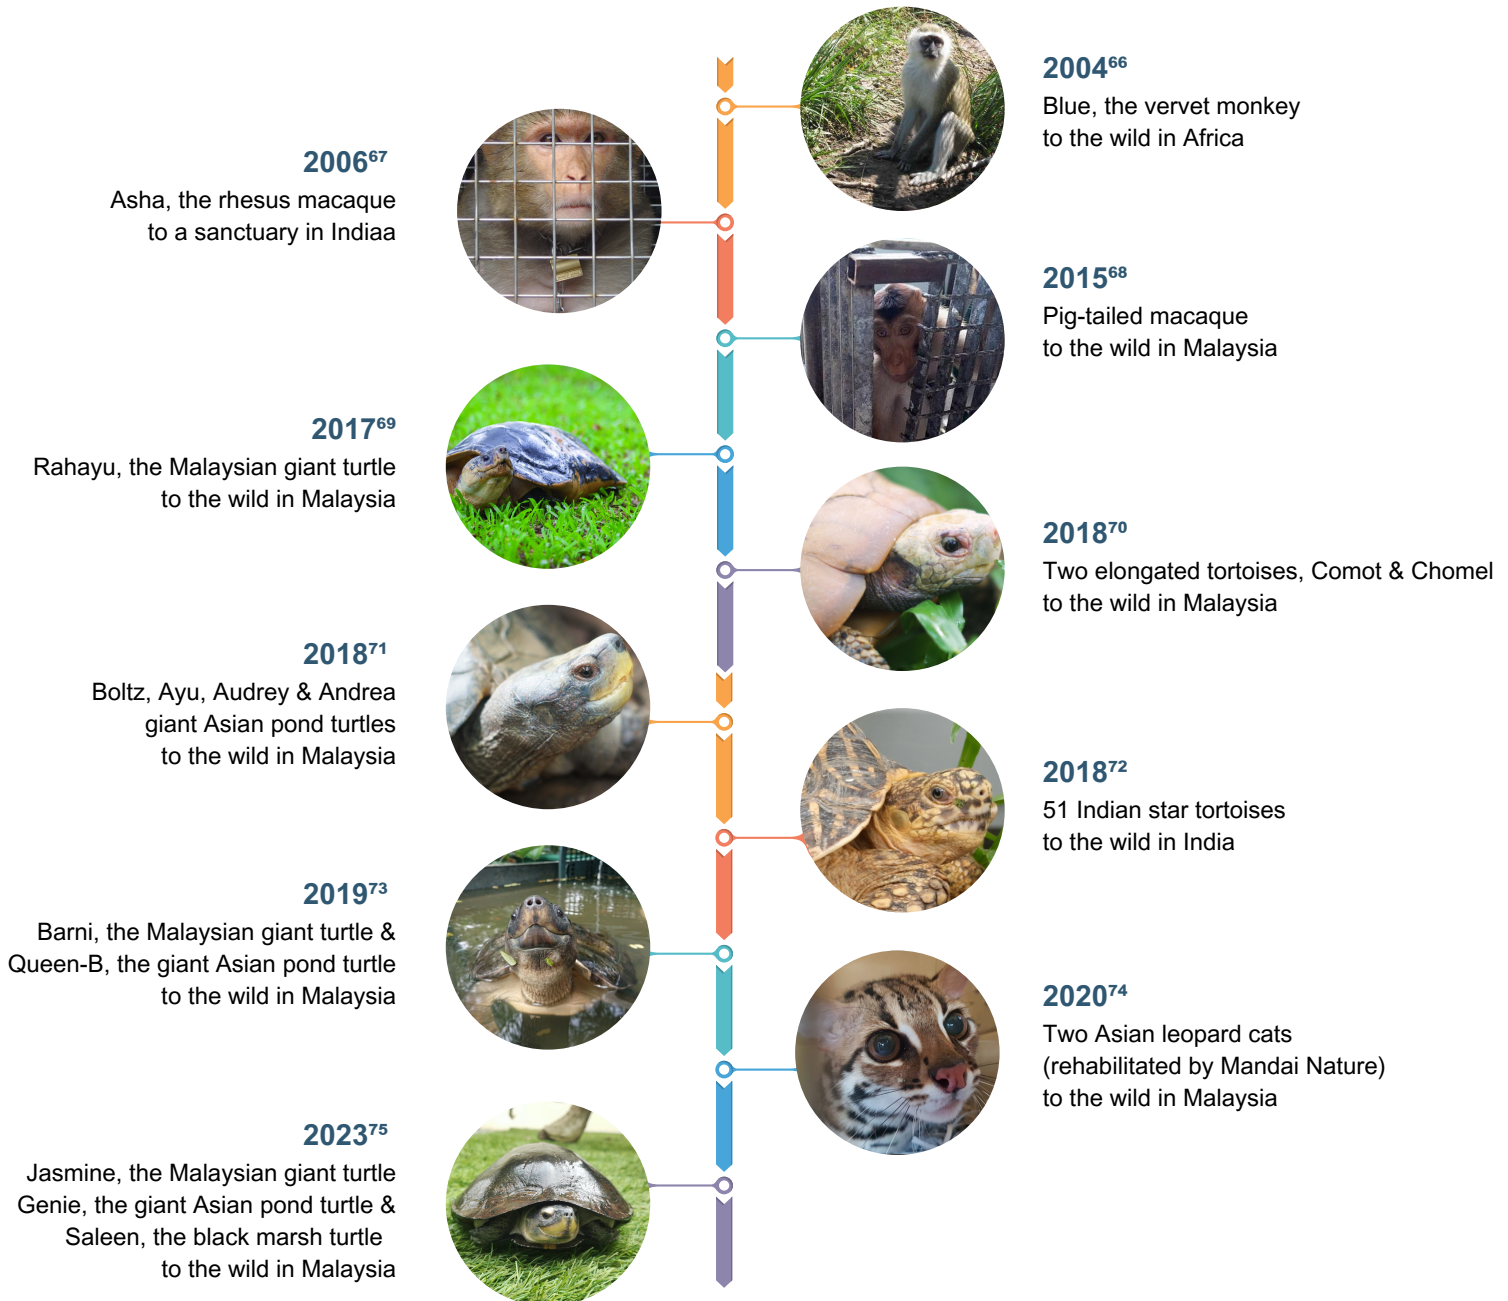 2004⁶⁶
Blue, the vervet monkey
to the wild in Africa
2006⁶⁷
Asha, the rhesus macaque
to a sanctuary in Indiaa
2015⁶⁸
Pig-tailed macaque
to the wild in Malaysia
2017⁶⁹
Rahayu, the Malaysian giant turtle
to the wild in Malaysia
2018⁷⁰
Two elongated tortoises, Comot & Chomel
to the wild in Malaysia
2018⁷¹
Boltz, Ayu, Audrey & Andrea
giant Asian pond turtles
to the wild in Malaysia
2018⁷²
51 Indian star tortoises
to the wild in India
2019⁷³
Barni, the Malaysian giant turtle &
Queen-B, the giant Asian pond turtle
to the wild in Malaysia
2020⁷⁴
Two Asian leopard cats
(rehabilitated by Mandai Nature)
to the wild in Malaysia
2023⁷⁵
Jasmine, the Malaysian giant turtle
Genie, the giant Asian pond turtle &
Saleen, the black marsh turtle
to the wild in Malaysia